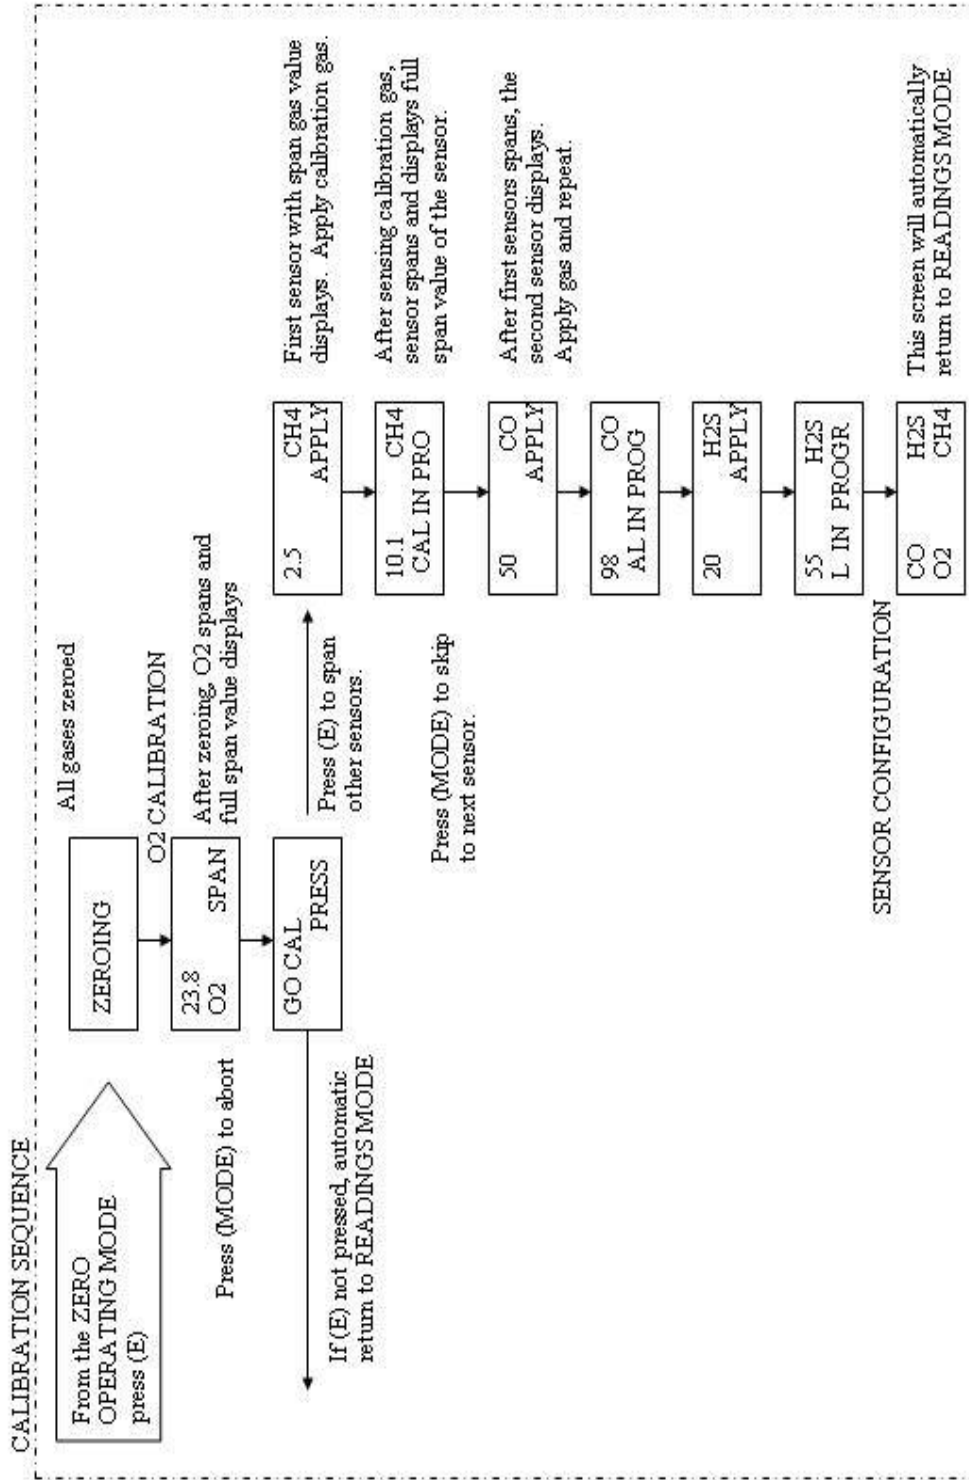 CALIBRATION SEQUENCE
From the ZERO
OPERATING MODE
press (E)
ZEROING
All gases zeroed
O2 CALIBRATION
23.8
O2 SPAN
After zeroing, O2 spans and
full span value displays
Press (MODE) to abort
GO CAL
PRESS
If (E) not pressed, automatic
return to READINGS MODE
Press (E) to span
other sensors.
2.5 CH4
APPLY
First sensor with span gas value
displays. Apply calibration gas.
10.1 CH4
CAL IN PRO
After sensing calibration gas,
sensor spans and displays full
span value of the sensor.
Press (MODE) to skip
to next sensor.
50 CO
APPLY
After first sensors spans, the
second sensor displays.
Apply gas and repeat.
98 CO
AL IN PROG
20 H2S
APPLY
55 H2S
L IN PROGR
SENSOR CONFIGURATION
CO H2S
O2 CH4
This screen will automatically
return to READINGS MODE